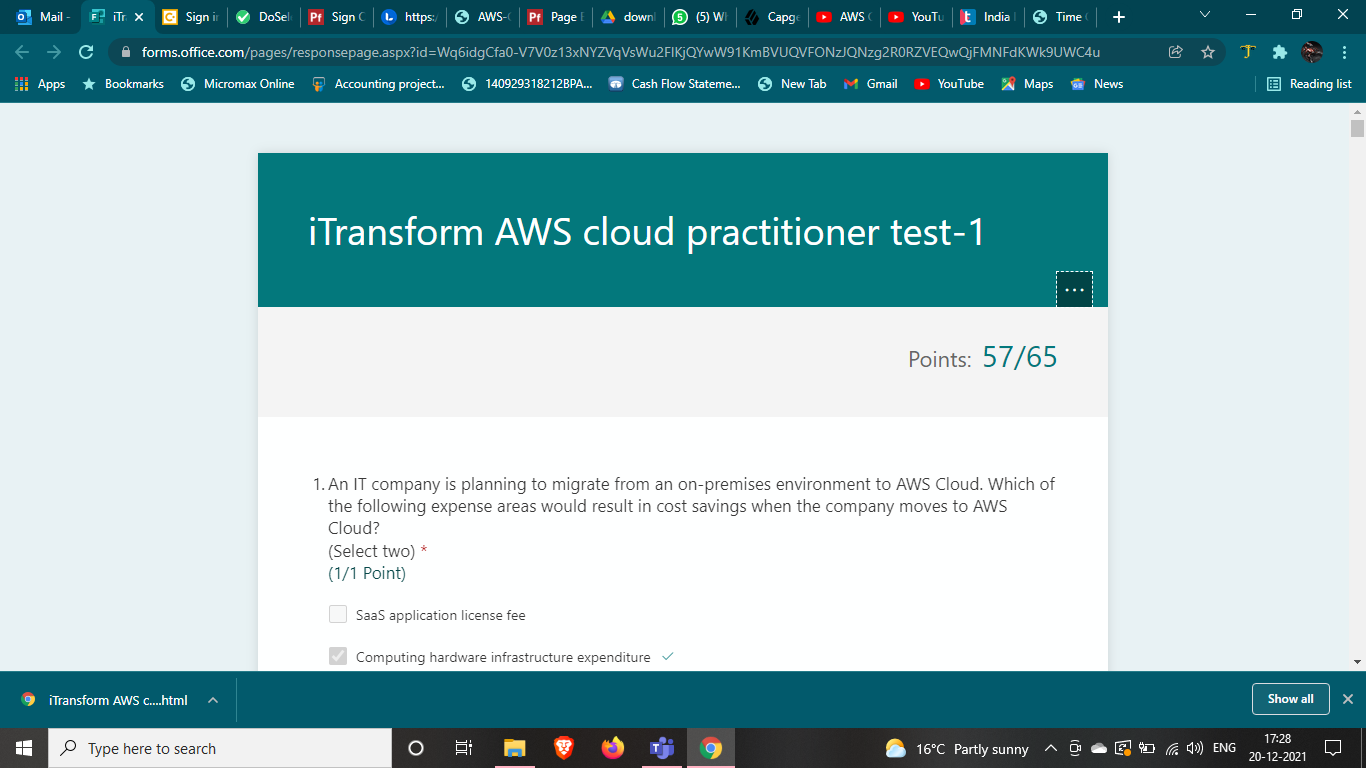 Mail -
iTr
Sign in
DoSel
Sign C
https:/
AWS-C
Page E
downl
(5) W
Capge
AWS C
YouTu
India
Time
forms.office.com/pages/responsepage.aspx?id=Wq6idgCfa0-V7V0z13xNYZVqVsWu2FlKjQYwW91KmBVUQVFONzJQNzg2R0RZVEQwQjFMNFdKWk9UWC4u
Apps
Bookmarks
Micromax Online
Accounting project...
140929318212BPA...
Cash Flow Stateme...
New Tab
Gmail
YouTube
Maps
News
Reading list
iTransform AWS cloud practitioner test-1
...
Points: 57/65
1. An IT company is planning to migrate from an on-premises environment to AWS Cloud. Which of
the following expense areas would result in cost savings when the company moves to AWS
Cloud?
(Select two) *
(1/1 Point)
SaaS application license fee
Computing hardware infrastructure expenditure
iTransform AWS c....html
Show all
Type here to search
16°C Partly sunny
ENG
17:28
20-12-2021